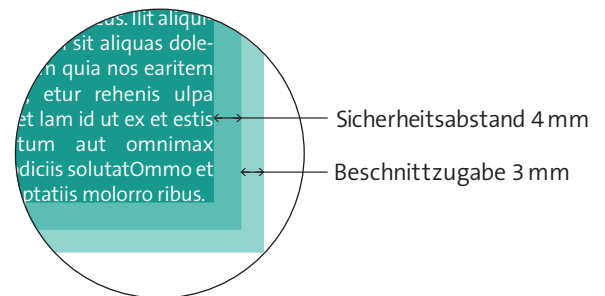 Ilit aliqui-
sit aliquas dole-
quia nos earitem
etur rehenis ulpa
et lam id ut ex et estis
tum aut omnimax
diciis solutatOmmo et
ptatiis molorro ribus.
Sicherheitsabstand 4 mm
Beschnittzugabe 3 mm